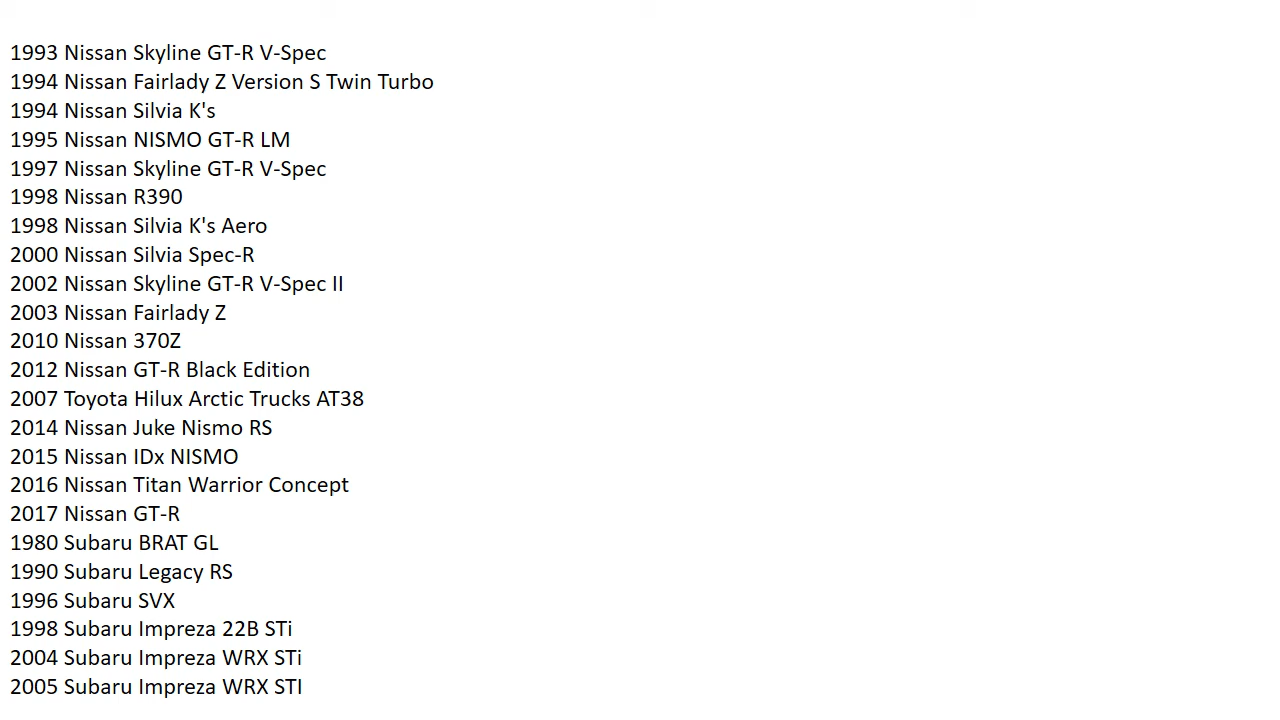 1993 Nissan Skyline GT-R V-Spec
1994 Nissan Fairlady Z Version S Twin Turbo
1994 Nissan Silvia K's
1995 Nissan NISMO GT-R LM
1997 Nissan Skyline GT-R V-Spec
1998 Nissan R390
1998 Nissan Silvia K's Aero
2000 Nissan Silvia Spec-R
2002 Nissan Skyline GT-R V-Spec II
2003 Nissan Fairlady Z
2010 Nissan 370Z
2012 Nissan GT-R Black Edition
2007 Toyota Hilux Arctic Trucks AT38
2014 Nissan Juke Nismo RS
2015 Nissan IDx NISMO
2016 Nissan Titan Warrior Concept
2017 Nissan GT-R
1980 Subaru BRAT GL
1990 Subaru Legacy RS
1996 Subaru SVX
1998 Subaru Impreza 22B STi
2004 Subaru Impreza WRX STi
2005 Subaru Impreza WRX STI